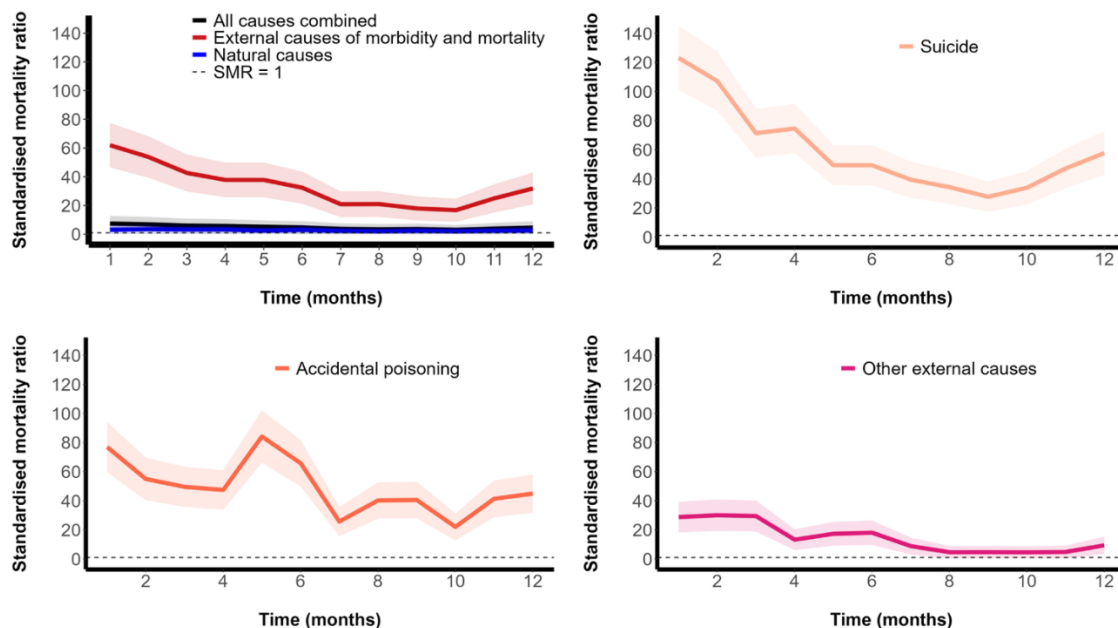 Standardised mortality ratio
140
120
100
80
60
40
20
0
All causes combined
External causes of morbidity and mortality
Natural causes
SMR = 1
1 2 3 4 5 6 7 8 9 10 11 12
Time (months)
Standardised mortality ratio
140
120
100
80
60
40
20
0
Suicide
2 4 6 8 10 12
Time (months)
Standardised mortality ratio
140
120
100
80
60
40
20
0
Accidental poisoning
2 4 6 8 10 12
Time (months)
Standardised mortality ratio
140
120
100
80
60
40
20
0
Other external causes
2 4 6 8 10 12
Time (months)